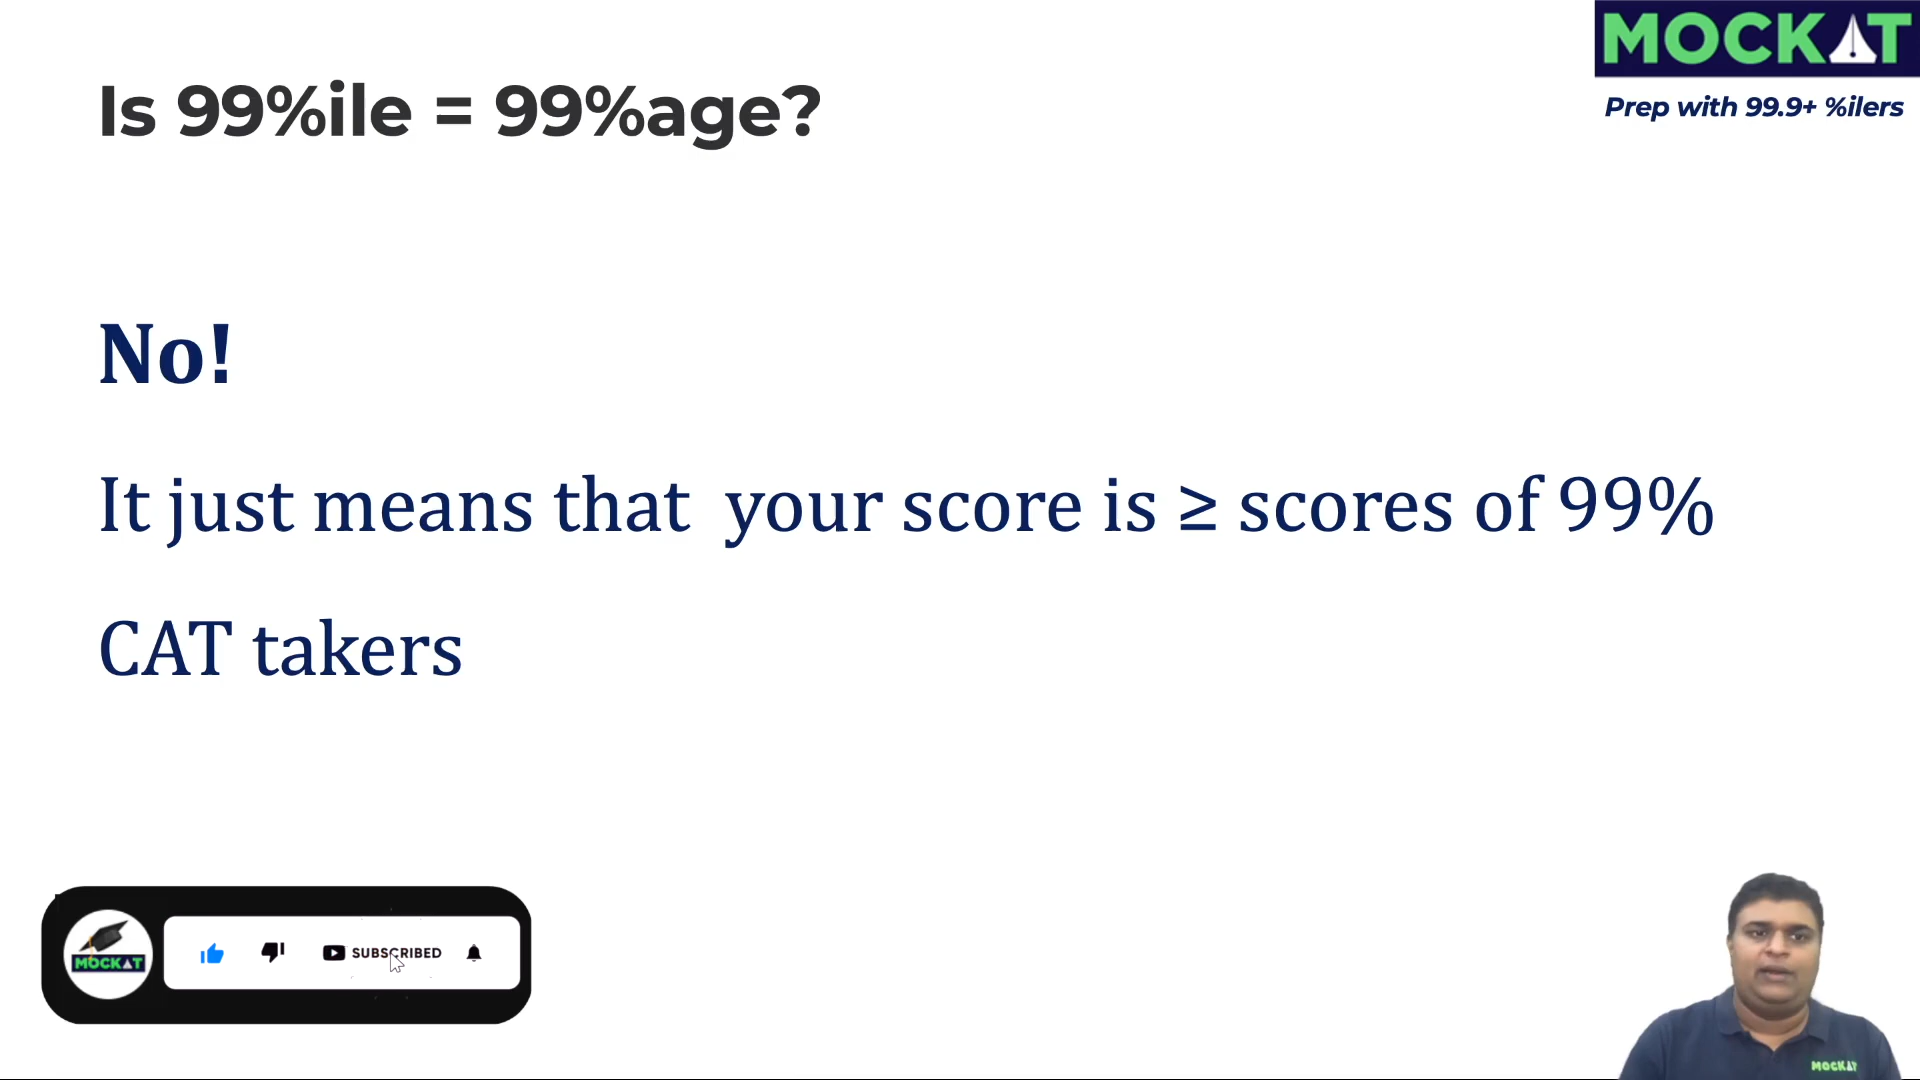 MOCKAT
Prep with 99.9+ %ilers
Is 99%ile = 99%age?
No!
It just means that your score is ≥ scores of 99%
CAT takers
MOCKAT
SUBSCRIBED
MOCKAT